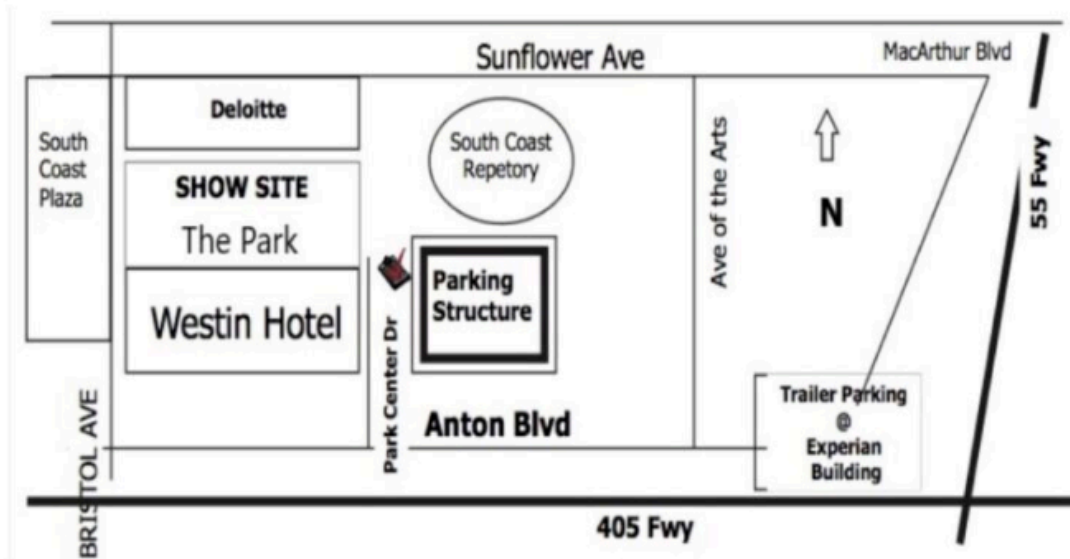 Sunflower Ave
MacArthur Blvd
Deloitte
South
Coast
Plaza
South Coast
Repetory
SHOW SITE
The Park
Ave of the Arts
N
55 Fwy
Westin Hotel
Parking
Structure
Park Center Dr
BRISTOL AVE
Anton Blvd
Trailer Parking
@
Experian
Building
405 Fwy